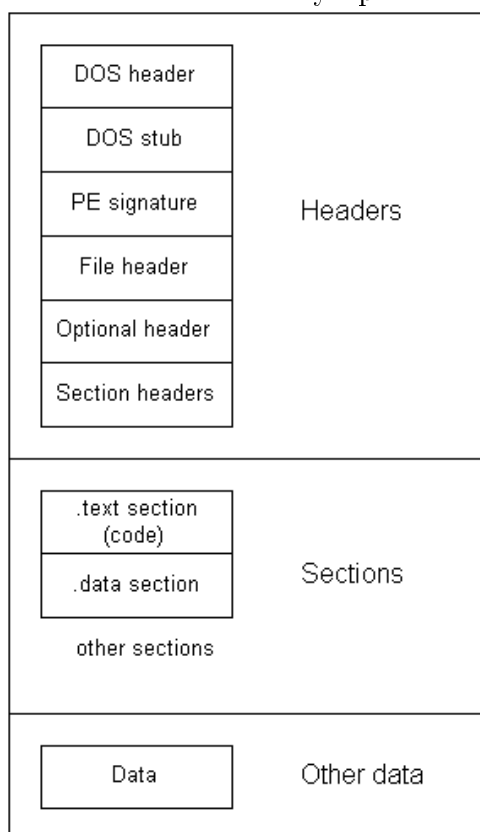 DOS header
DOS stub
PE signature
File header
Optional header
Section headers
Headers
.text section
(code)
.data section
other sections
Sections
Data
Other data